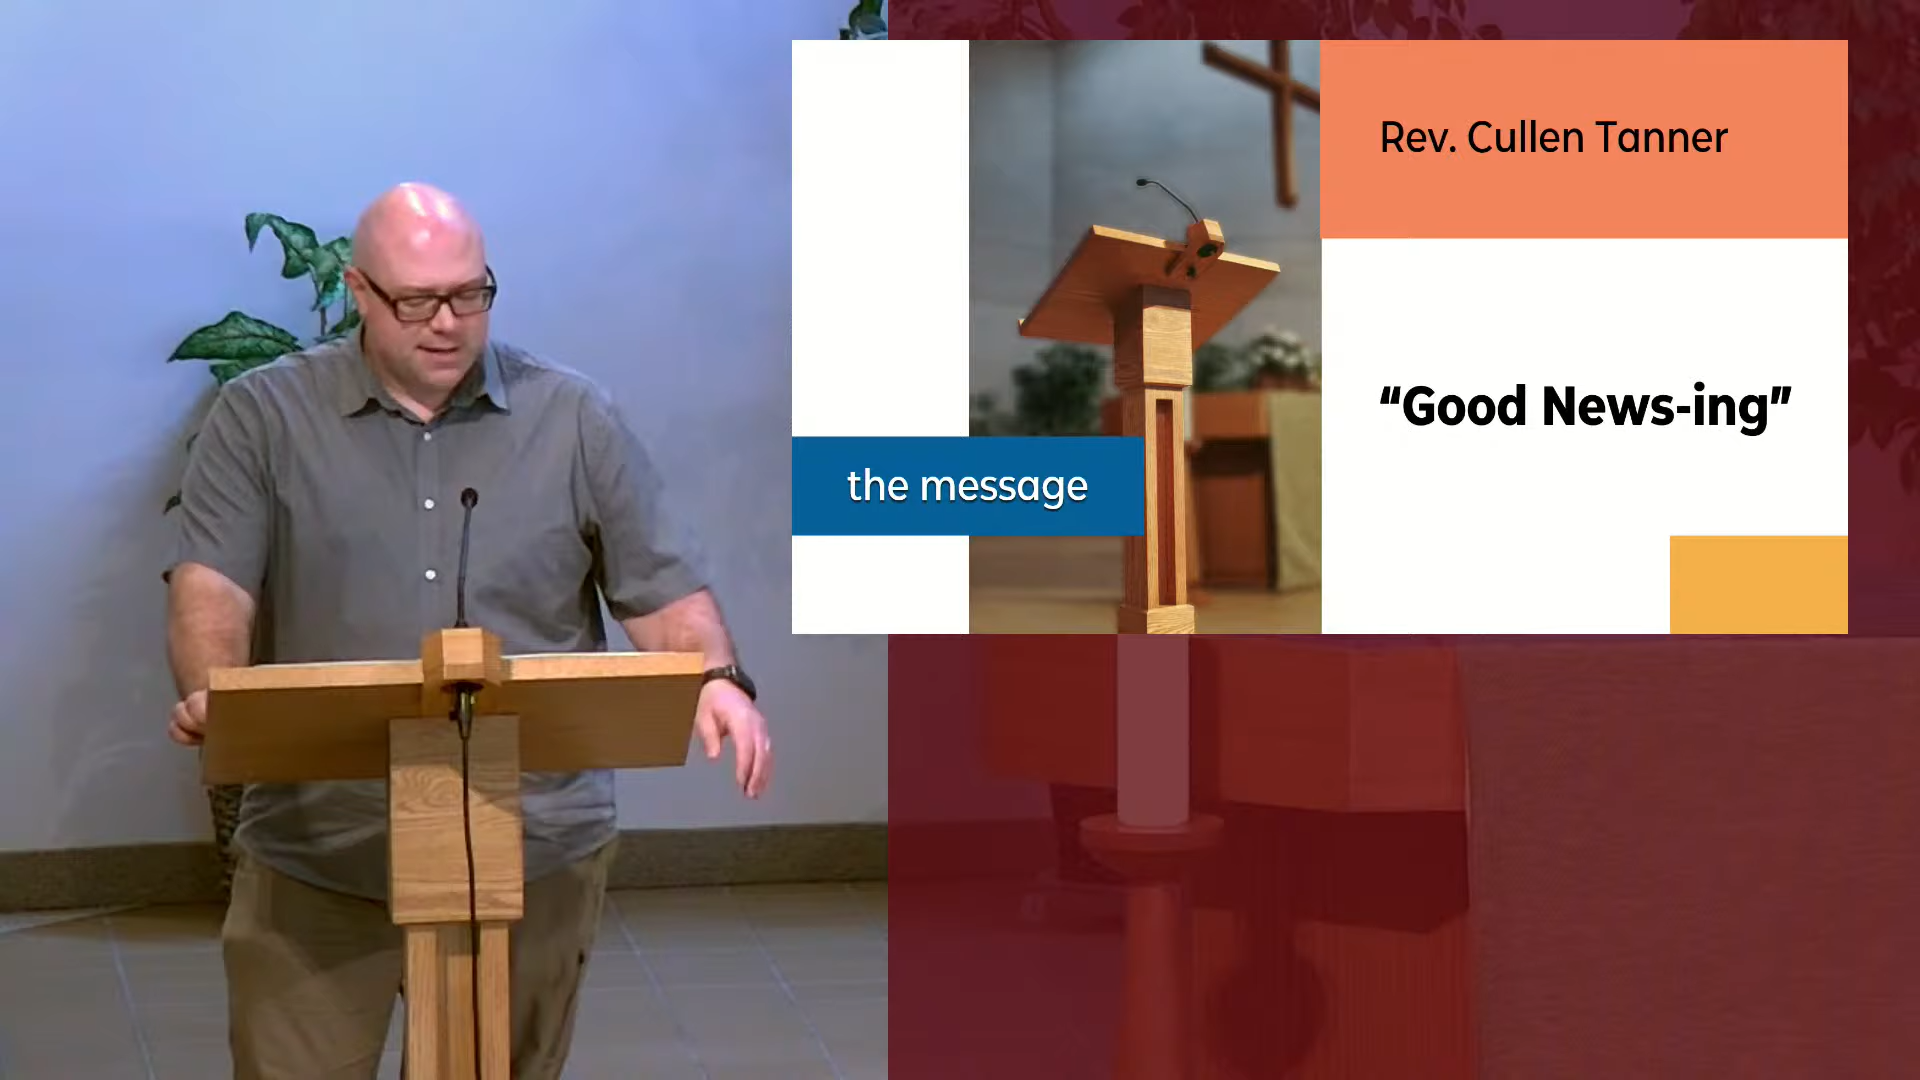 Rev. Cullen Tanner
“Good News-ing”
the message